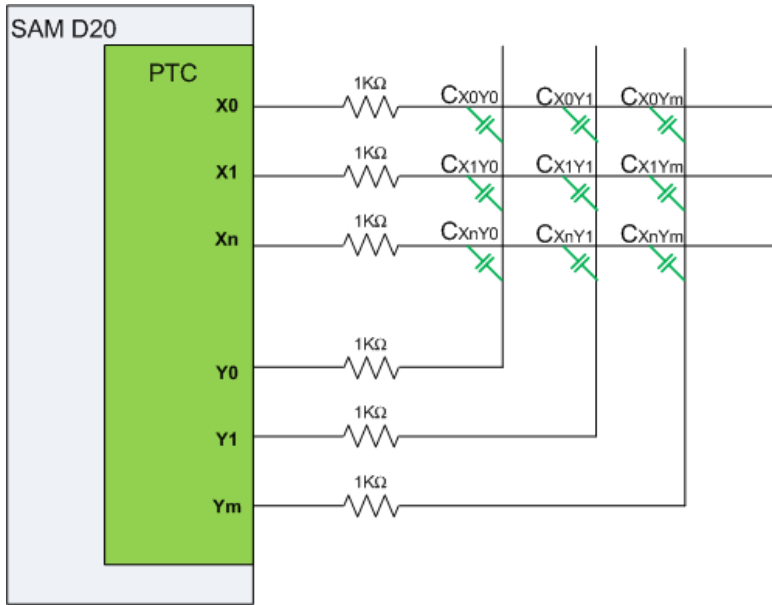 SAM D20
PTC
X0
1KΩ
CX0Y0
CX0Y1
CX0Ym
X1
1KΩ
CX1Y0
CX1Y1
CX1Ym
Xn
1KΩ
CXnY0
CXnY1
CXnYm
Y0
1KΩ
Y1
1KΩ
Ym
1KΩ